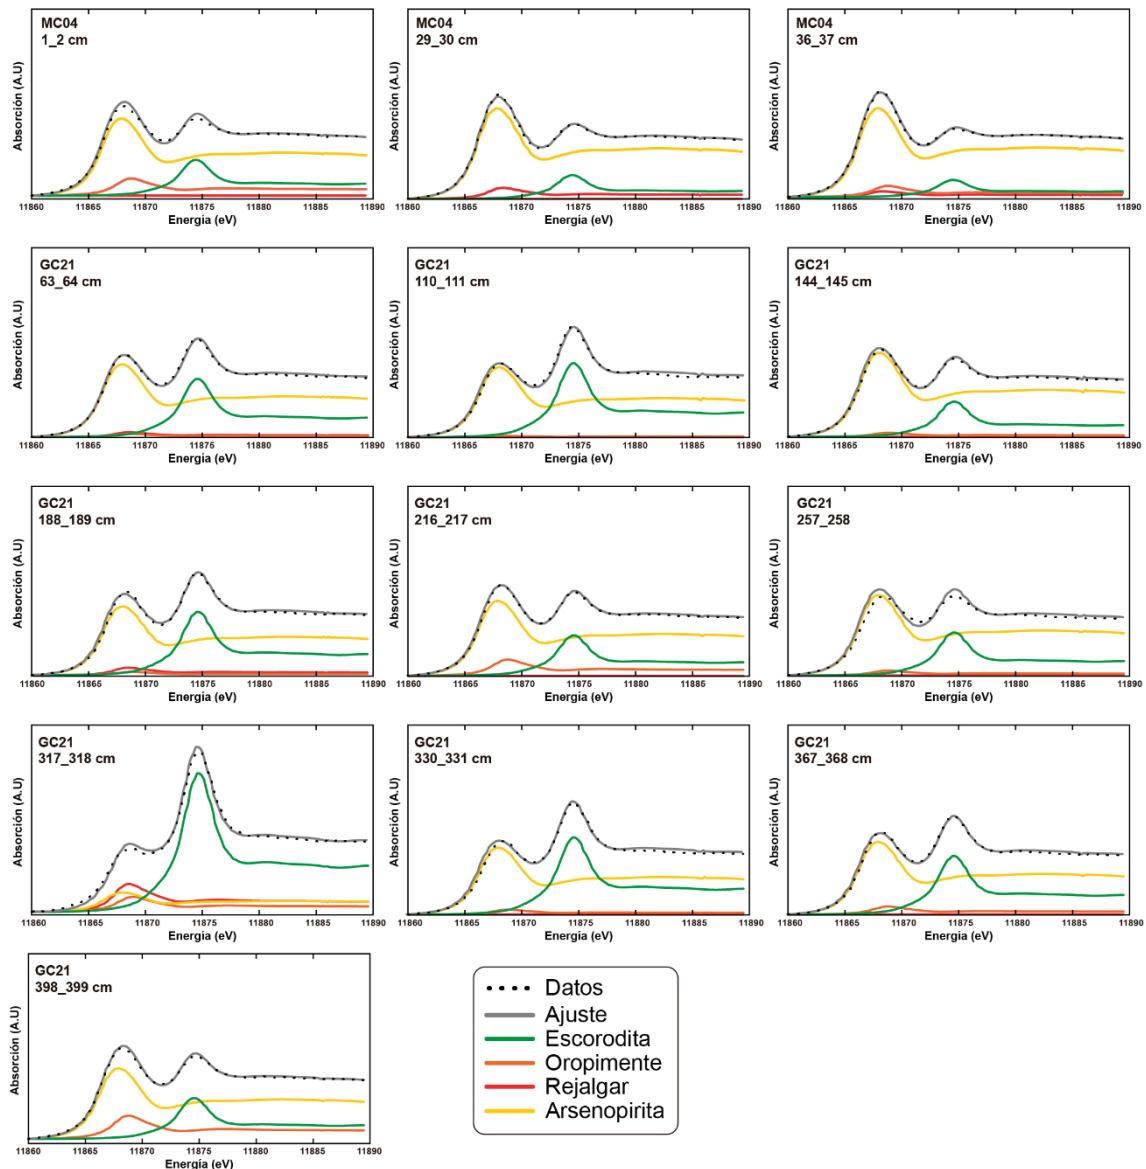 MC04
1_2 cm
Absorción (A.U)
11860 11865 11870 11875 11880 11885 11890
Energía (eV)
MC04
29_30 cm
Absorción (A.U)
11860 11865 11870 11875 11880 11885 11890
Energía (eV)
MC04
36_37 cm
Absorción (A.U)
11860 11865 11870 11875 11880 11885 11890
Energía (eV)
GC21
63_64 cm
Absorción (A.U)
11860 11865 11870 11875 11880 11885 11890
Energía (eV)
GC21
110_111 cm
Absorción (A.U)
11860 11865 11870 11875 11880 11885 11890
Energía (eV)
GC21
144_145 cm
Absorción (A.U)
11860 11865 11870 11875 11880 11885 11890
Energía (eV)
GC21
188_189 cm
Absorción (A.U)
11860 11865 11870 11875 11880 11885 11890
Energía (eV)
GC21
216_217 cm
Absorción (A.U)
11860 11865 11870 11875 11880 11885 11890
Energía (eV)
GC21
257_258
Absorción (A.U)
11860 11865 11870 11875 11880 11885 11890
Energía (eV)
GC21
317_318 cm
Absorción (A.U)
11860 11865 11870 11875 11880 11885 11890
Energía (eV)
GC21
330_331 cm
Absorción (A.U)
11860 11865 11870 11875 11880 11885 11890
Energía (eV)
GC21
367_368 cm
Absorción (A.U)
11860 11865 11870 11875 11880 11885 11890
Energía (eV)
GC21
398_399 cm
Absorción (A.U)
11860 11865 11870 11875 11880 11885 11890
Energía (eV)
Datos
Ajuste
Escorodita
Oropimente
Rejalgar
Arsenopirita